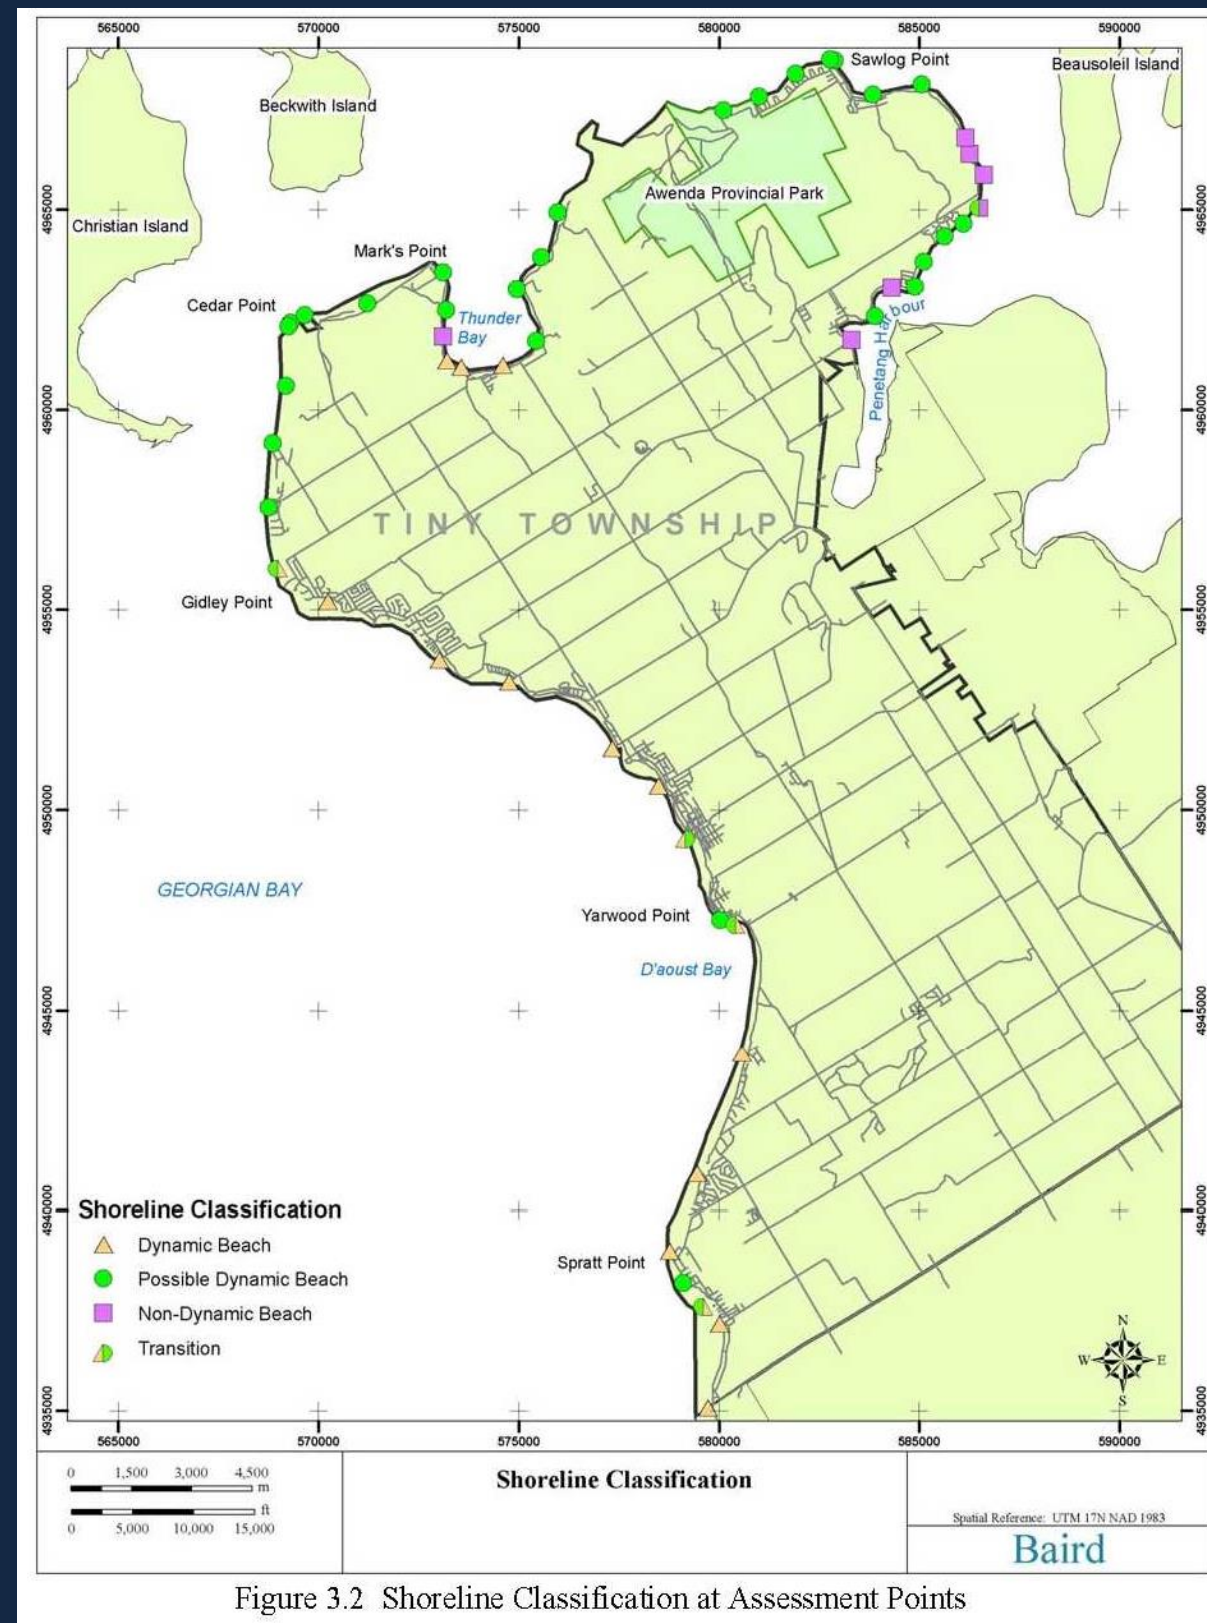 565000 570000 575000 580000 585000 590000
Sawlog Point
Beausoleil Island
Beckwith Island
Awenda Provincial Park
4965000 4965000
Christian Island
Mark's Point
Cedar Point
Thunder
Bay
Penetang Harbour
4960000 4960000
TINY TOWNSHIP
Gidley Point
4955000 4955000
4950000 4950000
GEORGIAN BAY
Yarwood Point
D'aoust Bay
4945000 4945000
Shoreline Classification
4940000 4940000
Dynamic Beach
Spratt Point
Possible Dynamic Beach
Non-Dynamic Beach
Transition
N
W E
S
4935000 4935000
565000 570000 575000 580000 585000 590000
0 1,500 3,000 4,500
m
ft
0 5,000 10,000 15,000
Shoreline Classification
Spatial Reference: UTM 17N NAD 1983
Baird
Figure 3.2 Shoreline Classification at Assessment Points